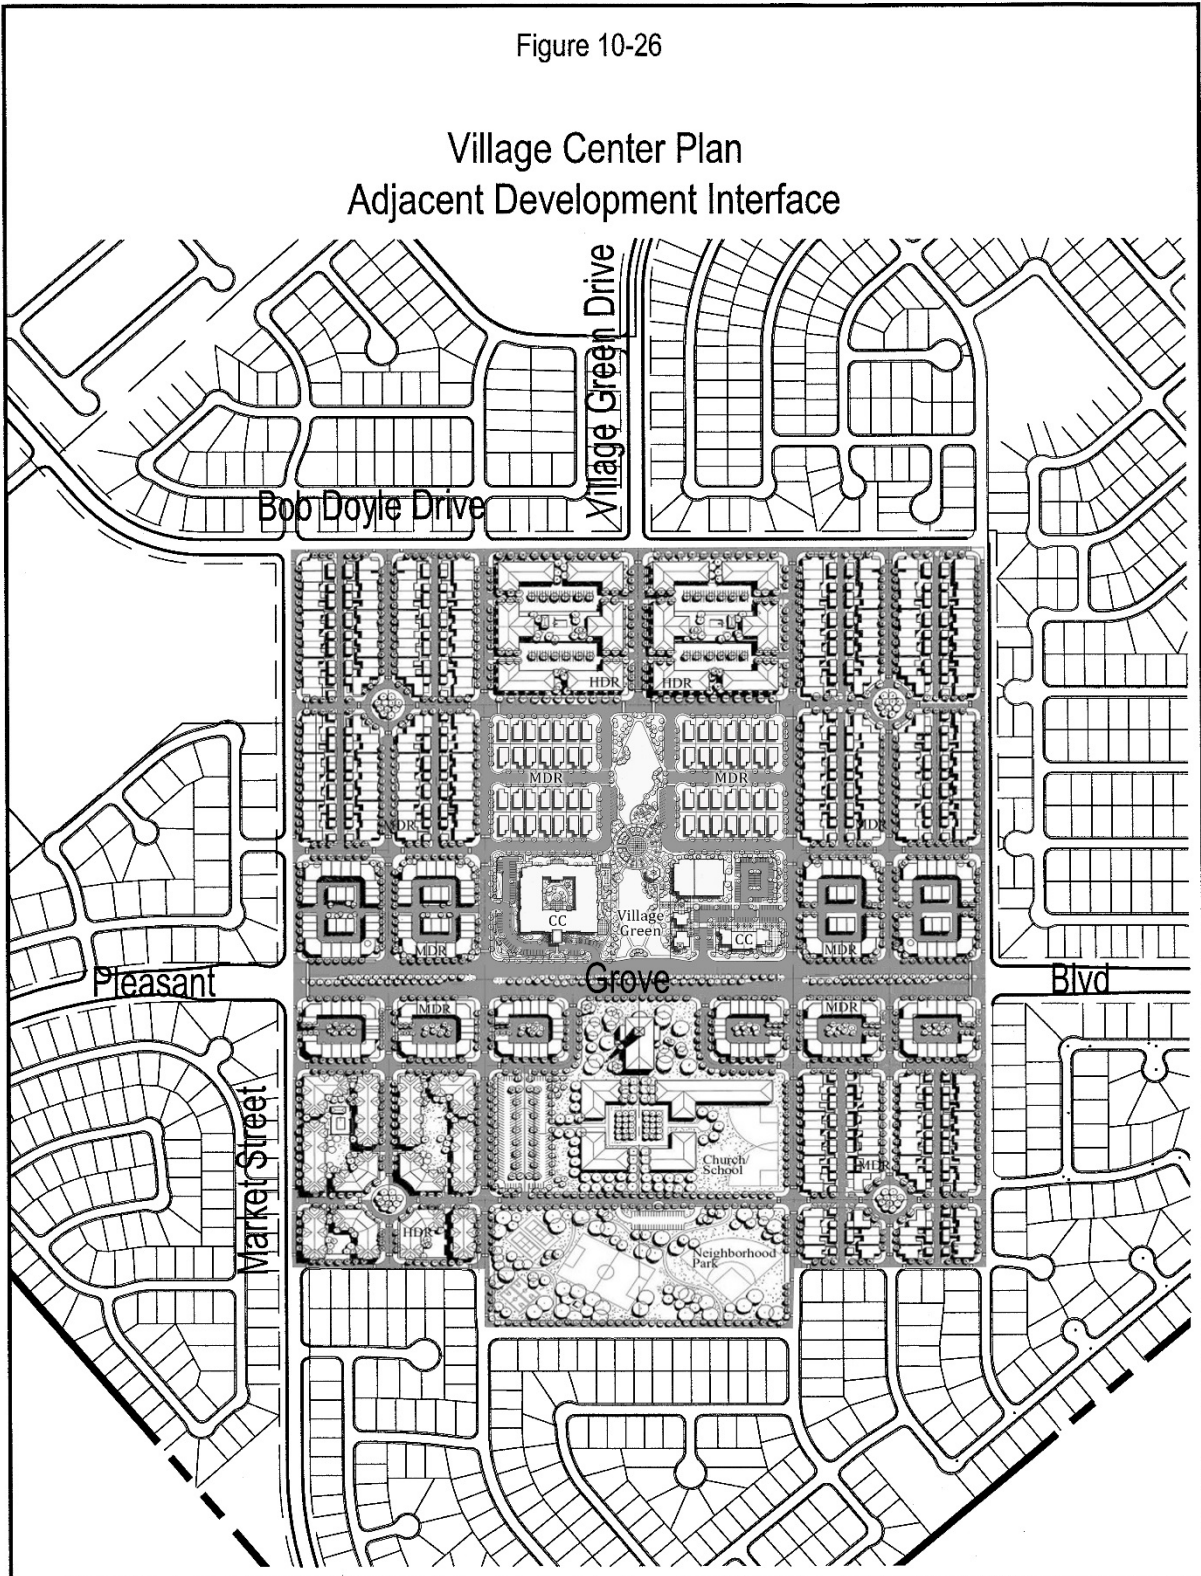 Figure 10-26
Village Center Plan
Adjacent Development Interface
Village Green Drive
Bob Doyle Drive
HDR
HDR
MDR
MDR
MDR
MDR
CC
Village
Green
CC
MDR
MDR
Pleasant
Grove
Blvd
MDR
MDR
Market Street
Church/
School
MDR
HDR
Neighborhood
Park